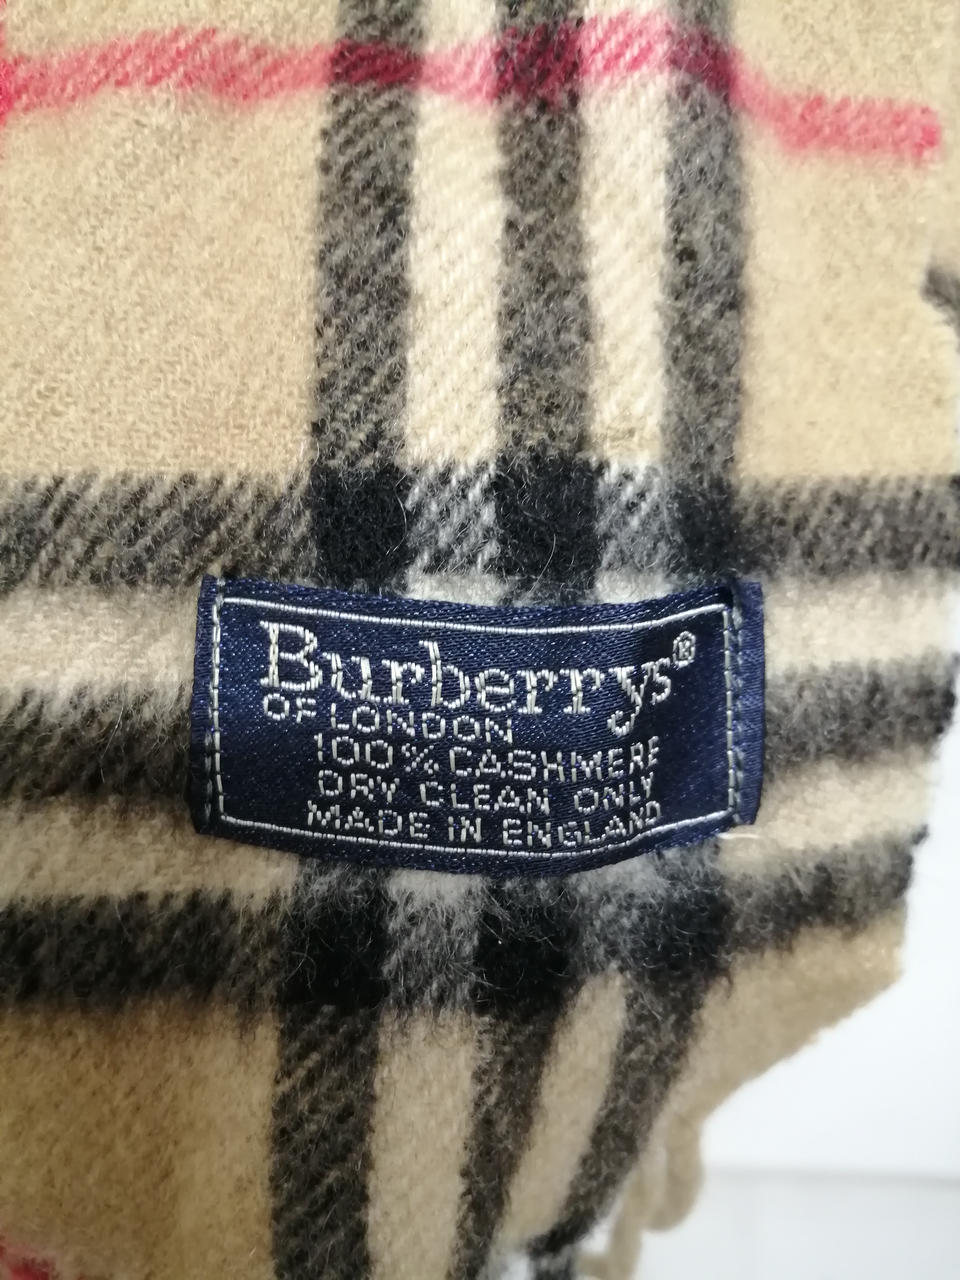 Burberrys®
OF LONDON
100% CASHMERE
DRY CLEAN ONLY
MADE IN ENGLAND